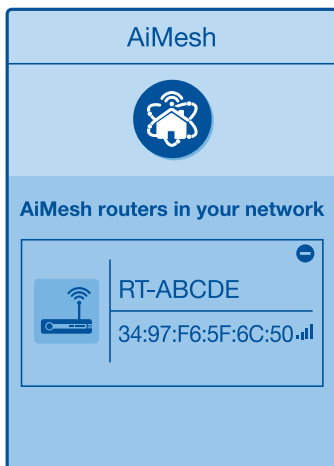 AiMesh
AiMesh routers in your network
RT-ABCDE
34:97:F6:5F:6C:50